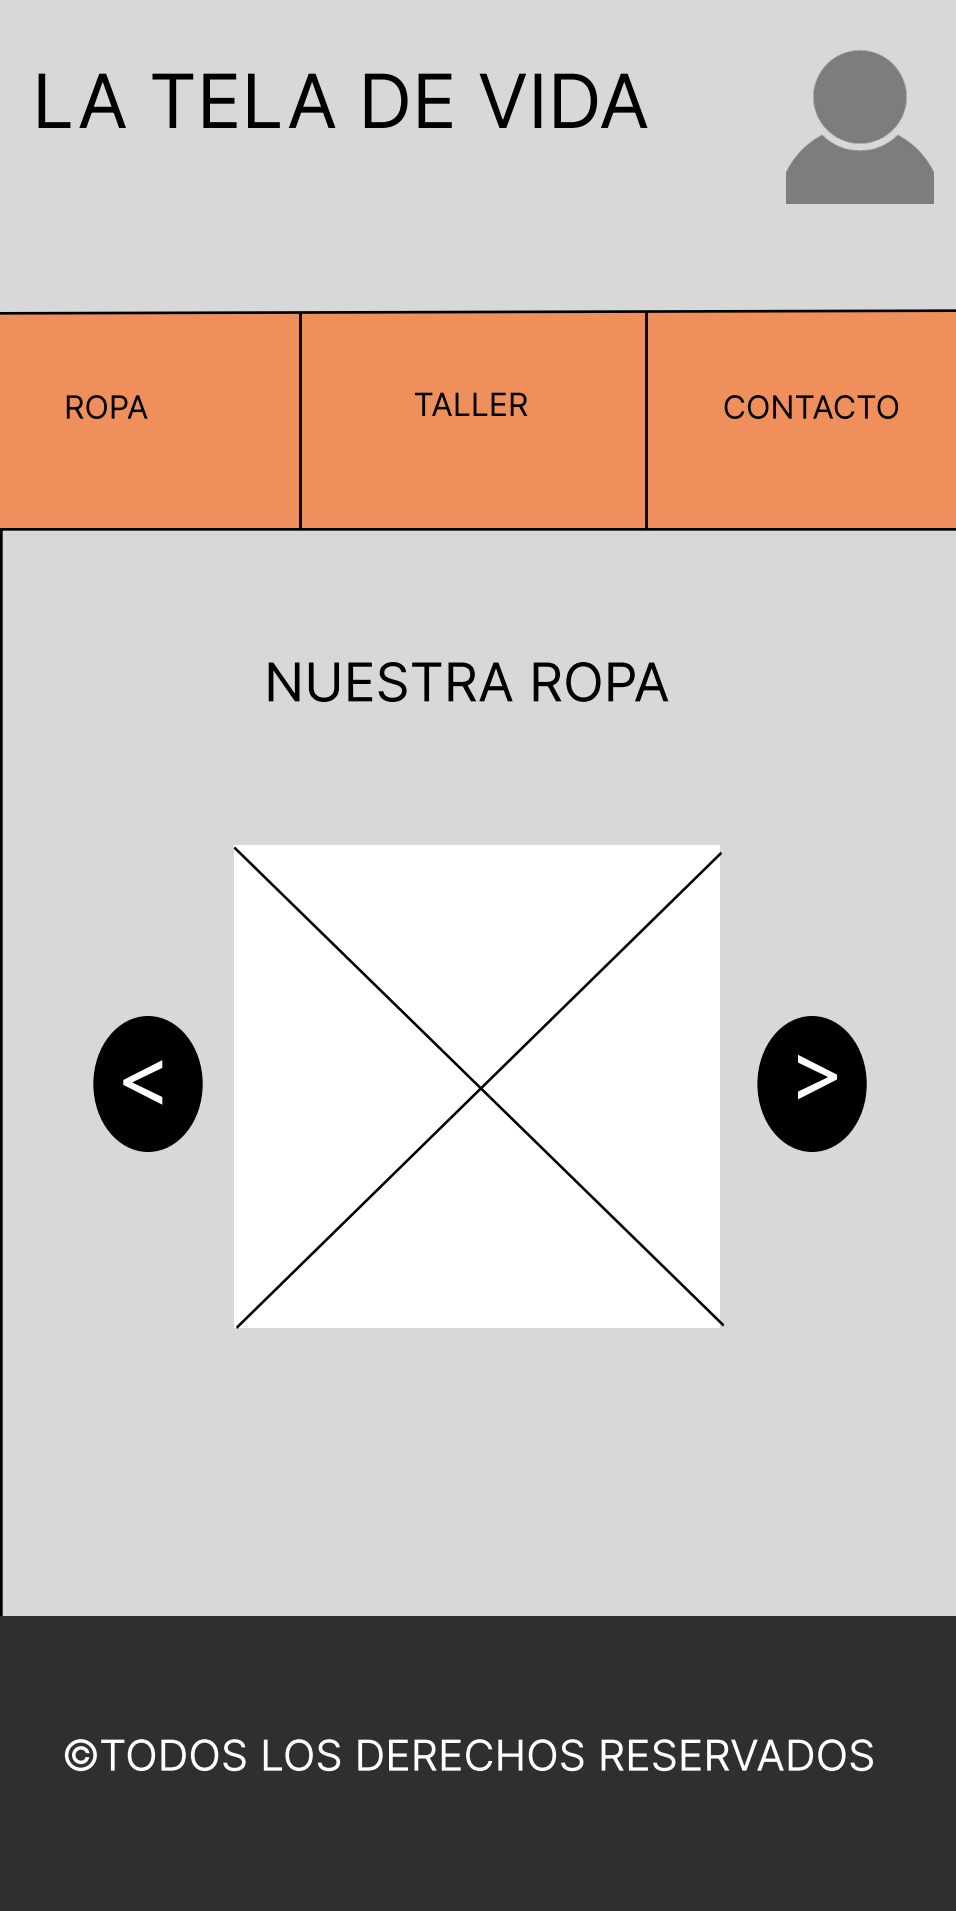 LA TELA DE VIDA
ROPA
TALLER
CONTACTO
NUESTRA ROPA
<
>
©TODOS LOS DERECHOS RESERVADOS